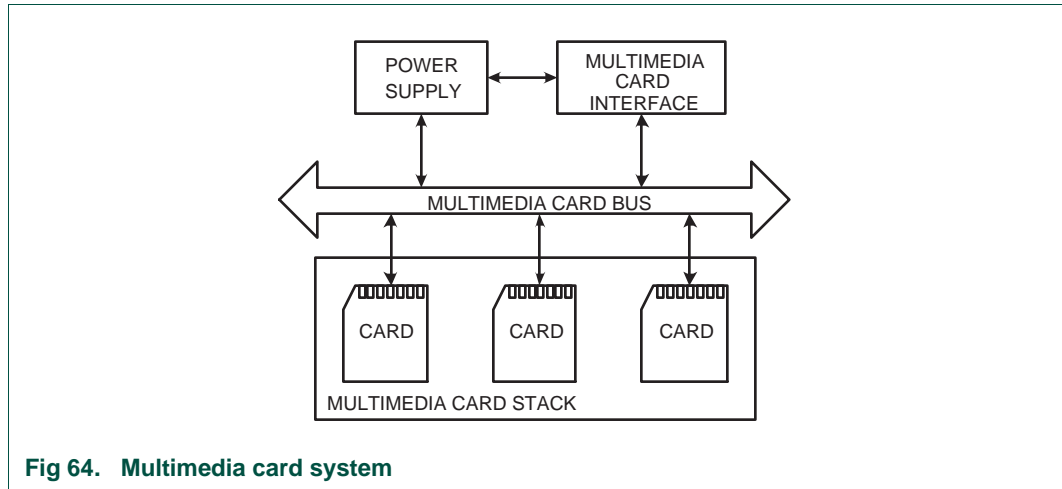 POWER
SUPPLY
MULTIMEDIA
CARD
INTERFACE
MULTIMEDIA CARD BUS
CARD
CARD
CARD
MULTIMEDIA CARD STACK
Fig 64. Multimedia card system